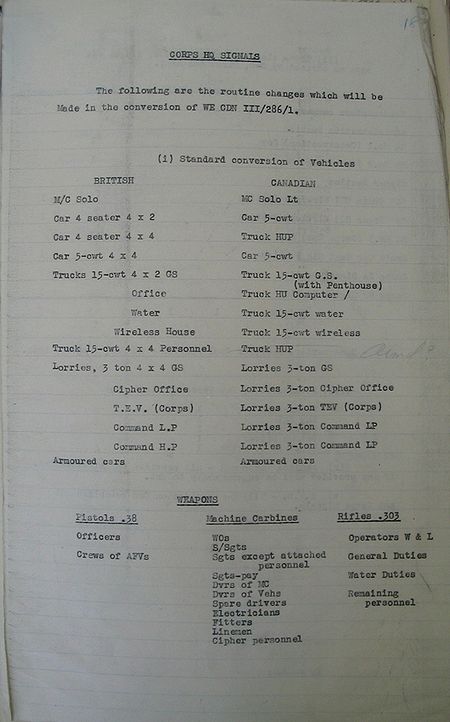 18
CORPS HQ SIGNALS
The following are the routine changes which will be
Made in the conversion of WE CDN III/286/1.
(i) Standard conversion of Vehicles
BRITISH CANADIAN
M/C Solo MC Solo Lt
Car 4 seater 4 x 2 Car 5-cwt
Car 4 seater 4 x 4 Truck HUP
Car 5-cwt 4 x 4 Car 5-cwt
Trucks 15-cwt 4 x 2 GS Truck 15-cwt G.S.
(with Penthouse)
Office Truck HU Computer /
Water Truck 15-cwt water
Wireless House Truck 15-cwt wireless
Truck 15-cwt 4 x 4 Personnel Truck HUP
Lorries, 3 ton 4 x 4 GS Lorries 3-ton GS
Cipher Office Lorries 3-ton Cipher Office
T.E.V. (Corps) Lorries 3-ton TEV (Corps)
Command L.P Lorries 3-ton Command LP
Command H.P Lorries 3-ton Command LP
Armoured cars Armoured cars
WEAPONS
Pistols .38 Machine Carbines Rifles .303
Officers WOs Operators W & L
S/Sgts
Crews of AFVs Sgts except attached General Duties
personnel
Sgts-pay Water Duties
Dvrs of MC
Dvrs of Vehs Remaining
Spare drivers personnel
Electricians
Fitters
Linemen
Cipher personnel